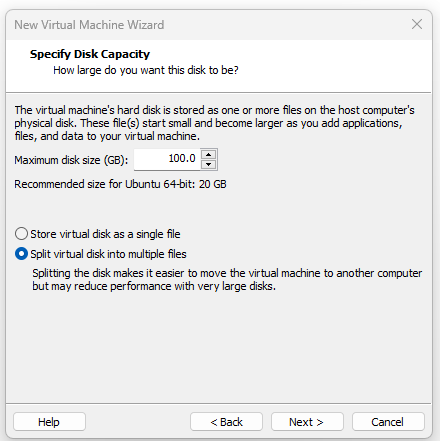 New Virtual Machine Wizard
Specify Disk Capacity
How large do you want this disk to be?
The virtual machine's hard disk is stored as one or more files on the host computer's
physical disk. These file(s) start small and become larger as you add applications,
files, and data to your virtual machine.
Maximum disk size (GB): 100.0
Recommended size for Ubuntu 64-bit: 20 GB
Store virtual disk as a single file
Split virtual disk into multiple files
Splitting the disk makes it easier to move the virtual machine to another computer
but may reduce performance with very large disks.
Help < Back Next > Cancel